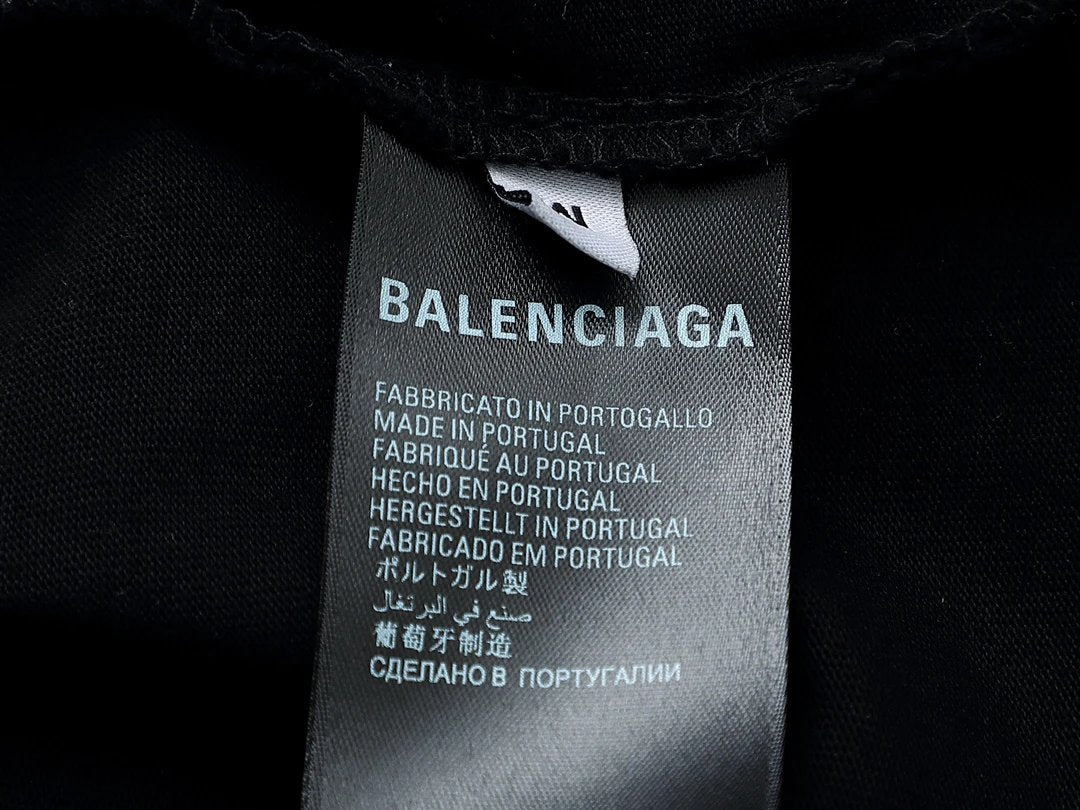 BALENCIAGA
FABBRICATO IN PORTOGALLO
MADE IN PORTUGAL
FABRIQUÉ AU PORTUGAL
HECHO EN PORTUGAL
HERGESTELLT IN PORTUGAL
FABRICADO EM PORTUGAL
ポルトガル製
صنع في البرتغال
葡萄牙制造
СДЕЛАНО В ПОРТУГАЛИИ